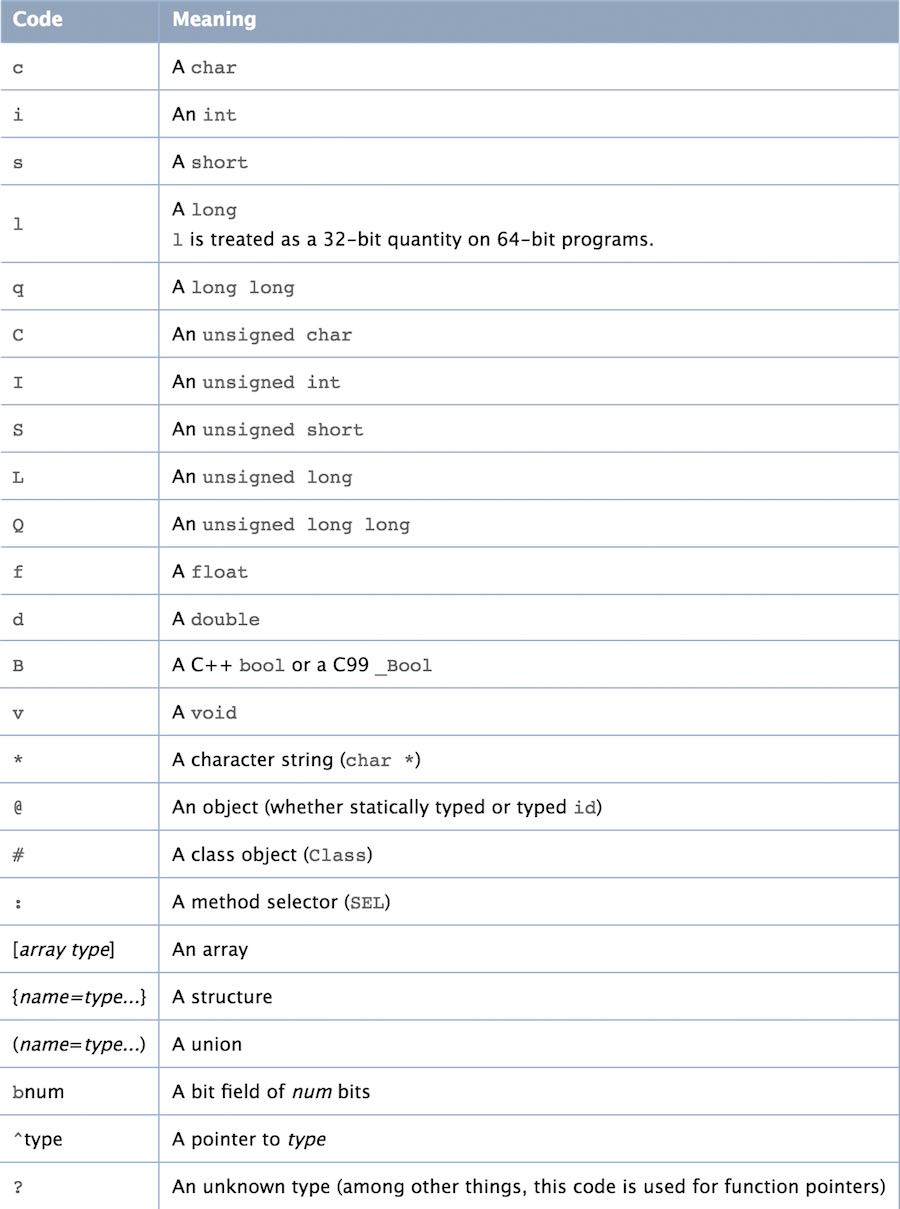 Code Meaning
c A char
i An int
s A short
l A long
l is treated as a 32-bit quantity on 64-bit programs.
q A long long
C An unsigned char
I An unsigned int
S An unsigned short
L An unsigned long
Q An unsigned long long
f A float
d A double
B A C++ bool or a C99 _Bool
v A void
* A character string (char *)
@ An object (whether statically typed or typed id)
# A class object (Class)
: A method selector (SEL)
[array type] An array
{name=type...} A structure
(name=type...) A union
bnum A bit field of num bits
^type A pointer to type
? An unknown type (among other things, this code is used for function pointers)